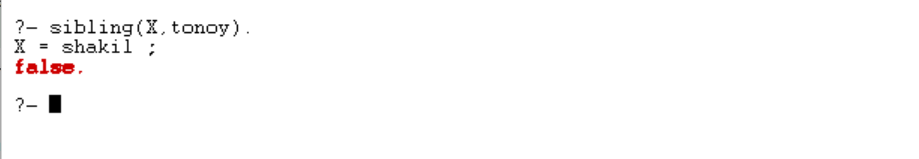 ?- sibling(X,tonoy).
X = shakil ;
false.
?-